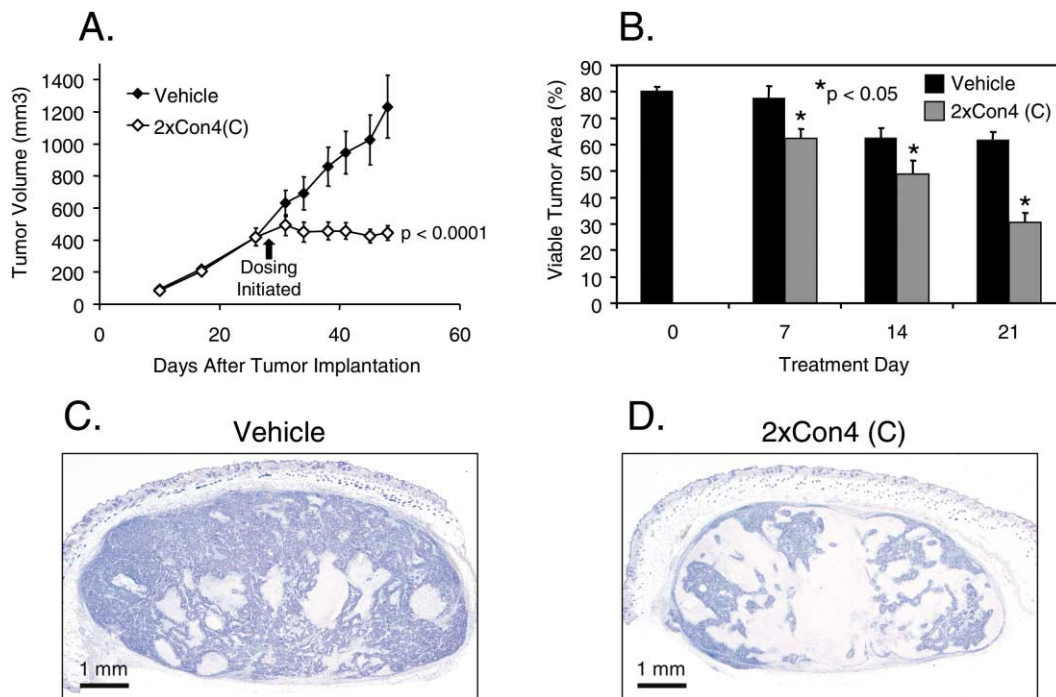 A.
Tumor Volume (mm3)
1400
1200
1000
800
600
400
200
0
Vehicle
2xCon4(C)
p < 0.0001
Dosing
Initiated
0
20
40
60
Days After Tumor Implantation
B.
Viable Tumor Area (%)
90
80
70
60
50
40
30
20
10
0
Vehicle
2xCon4 (C)
*p < 0.05
*
*
*
0
7
14
21
Treatment Day
C.
Vehicle
1 mm
D.
2xCon4 (C)
1 mm